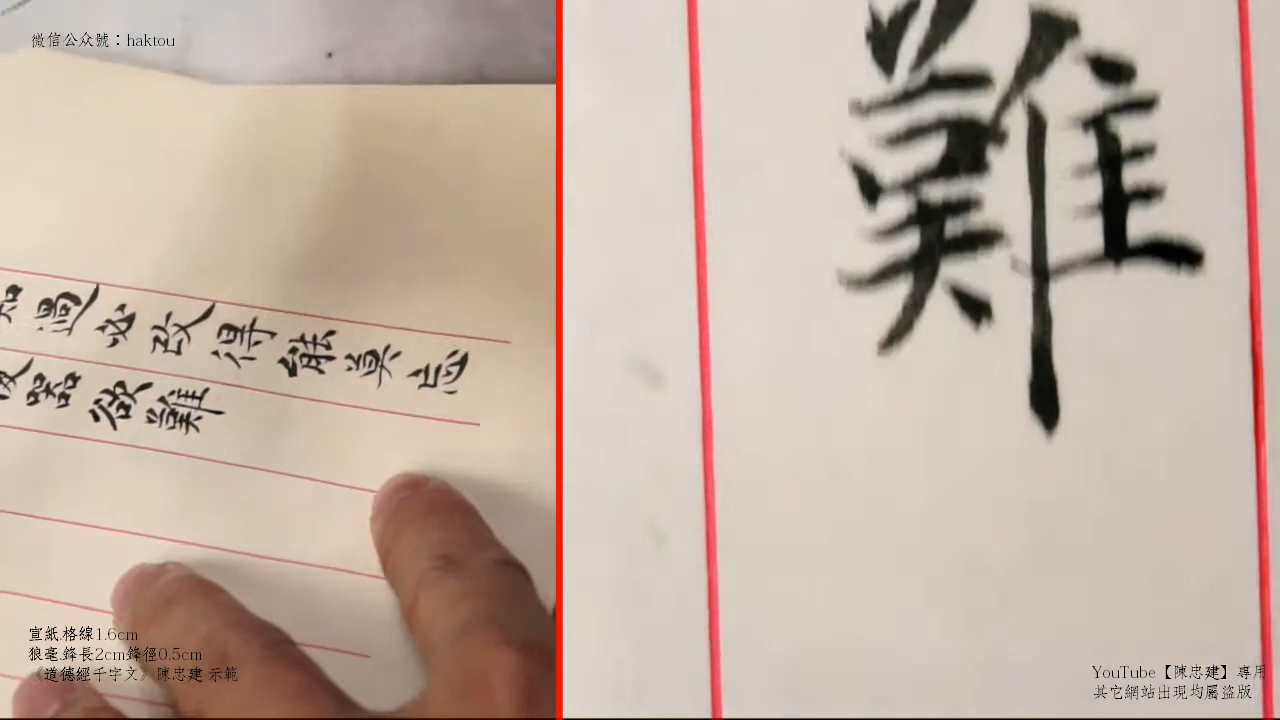 微信公众號：haktou
知過必改得能莫忘
覆器欲難
宣紙格線1.6cm
狼毫,鋒長2cm鋒徑0.5cm
《道德經千字文》陳忠建 示範
難
YouTube【陳忠建】專用
其它網站出現均屬盜版